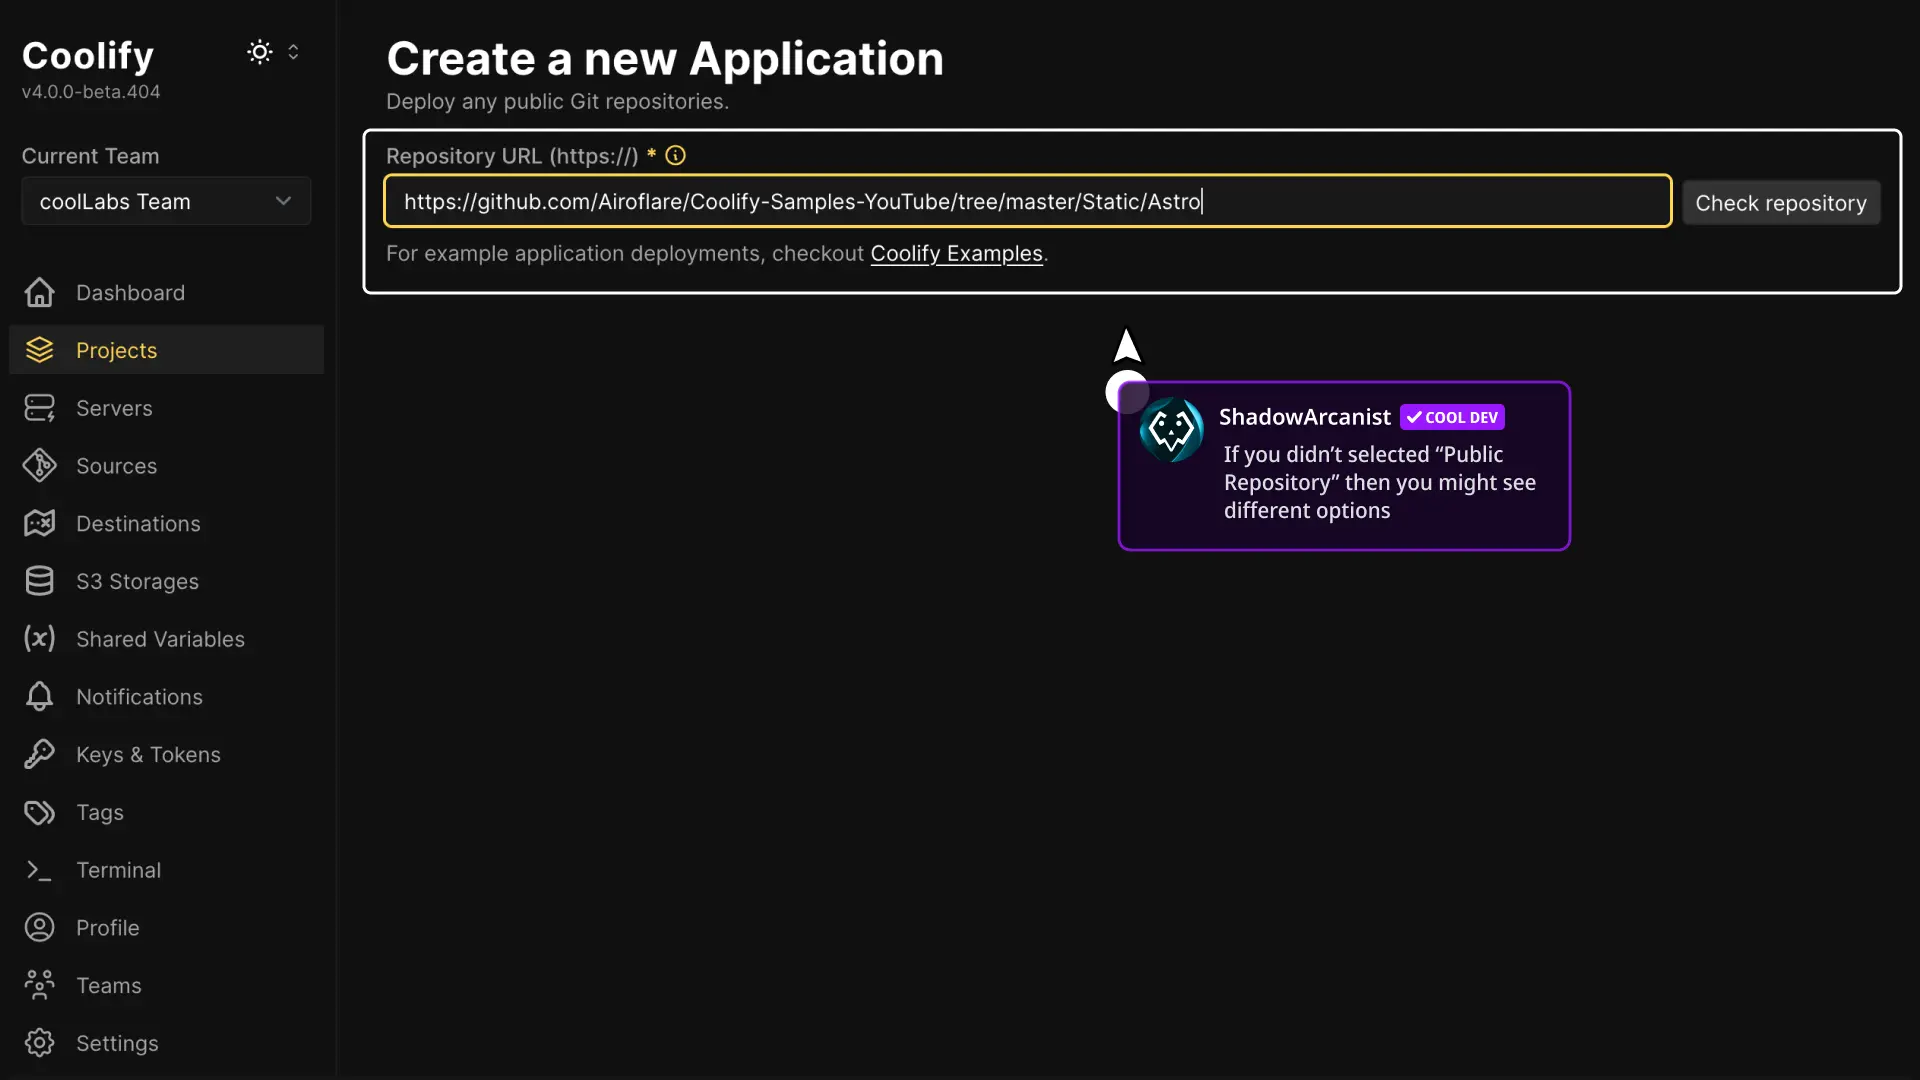 Coolify
v4.0.0-beta.404
Current Team
coolLabs Team
Dashboard
Projects
Servers
Sources
Destinations
S3 Storages
Shared Variables
Notifications
Keys & Tokens
Tags
Terminal
Profile
Teams
Settings
Create a new Application
Deploy any public Git repositories.
Repository URL (https://) *
https://github.com/Airoflare/Coolify-Samples-YouTube/tree/master/Static/Astro
Check repository
For example application deployments, checkout Coolify Examples.
ShadowArcanist COOL DEV
If you didn’t selected “Public
Repository” then you might see
different options